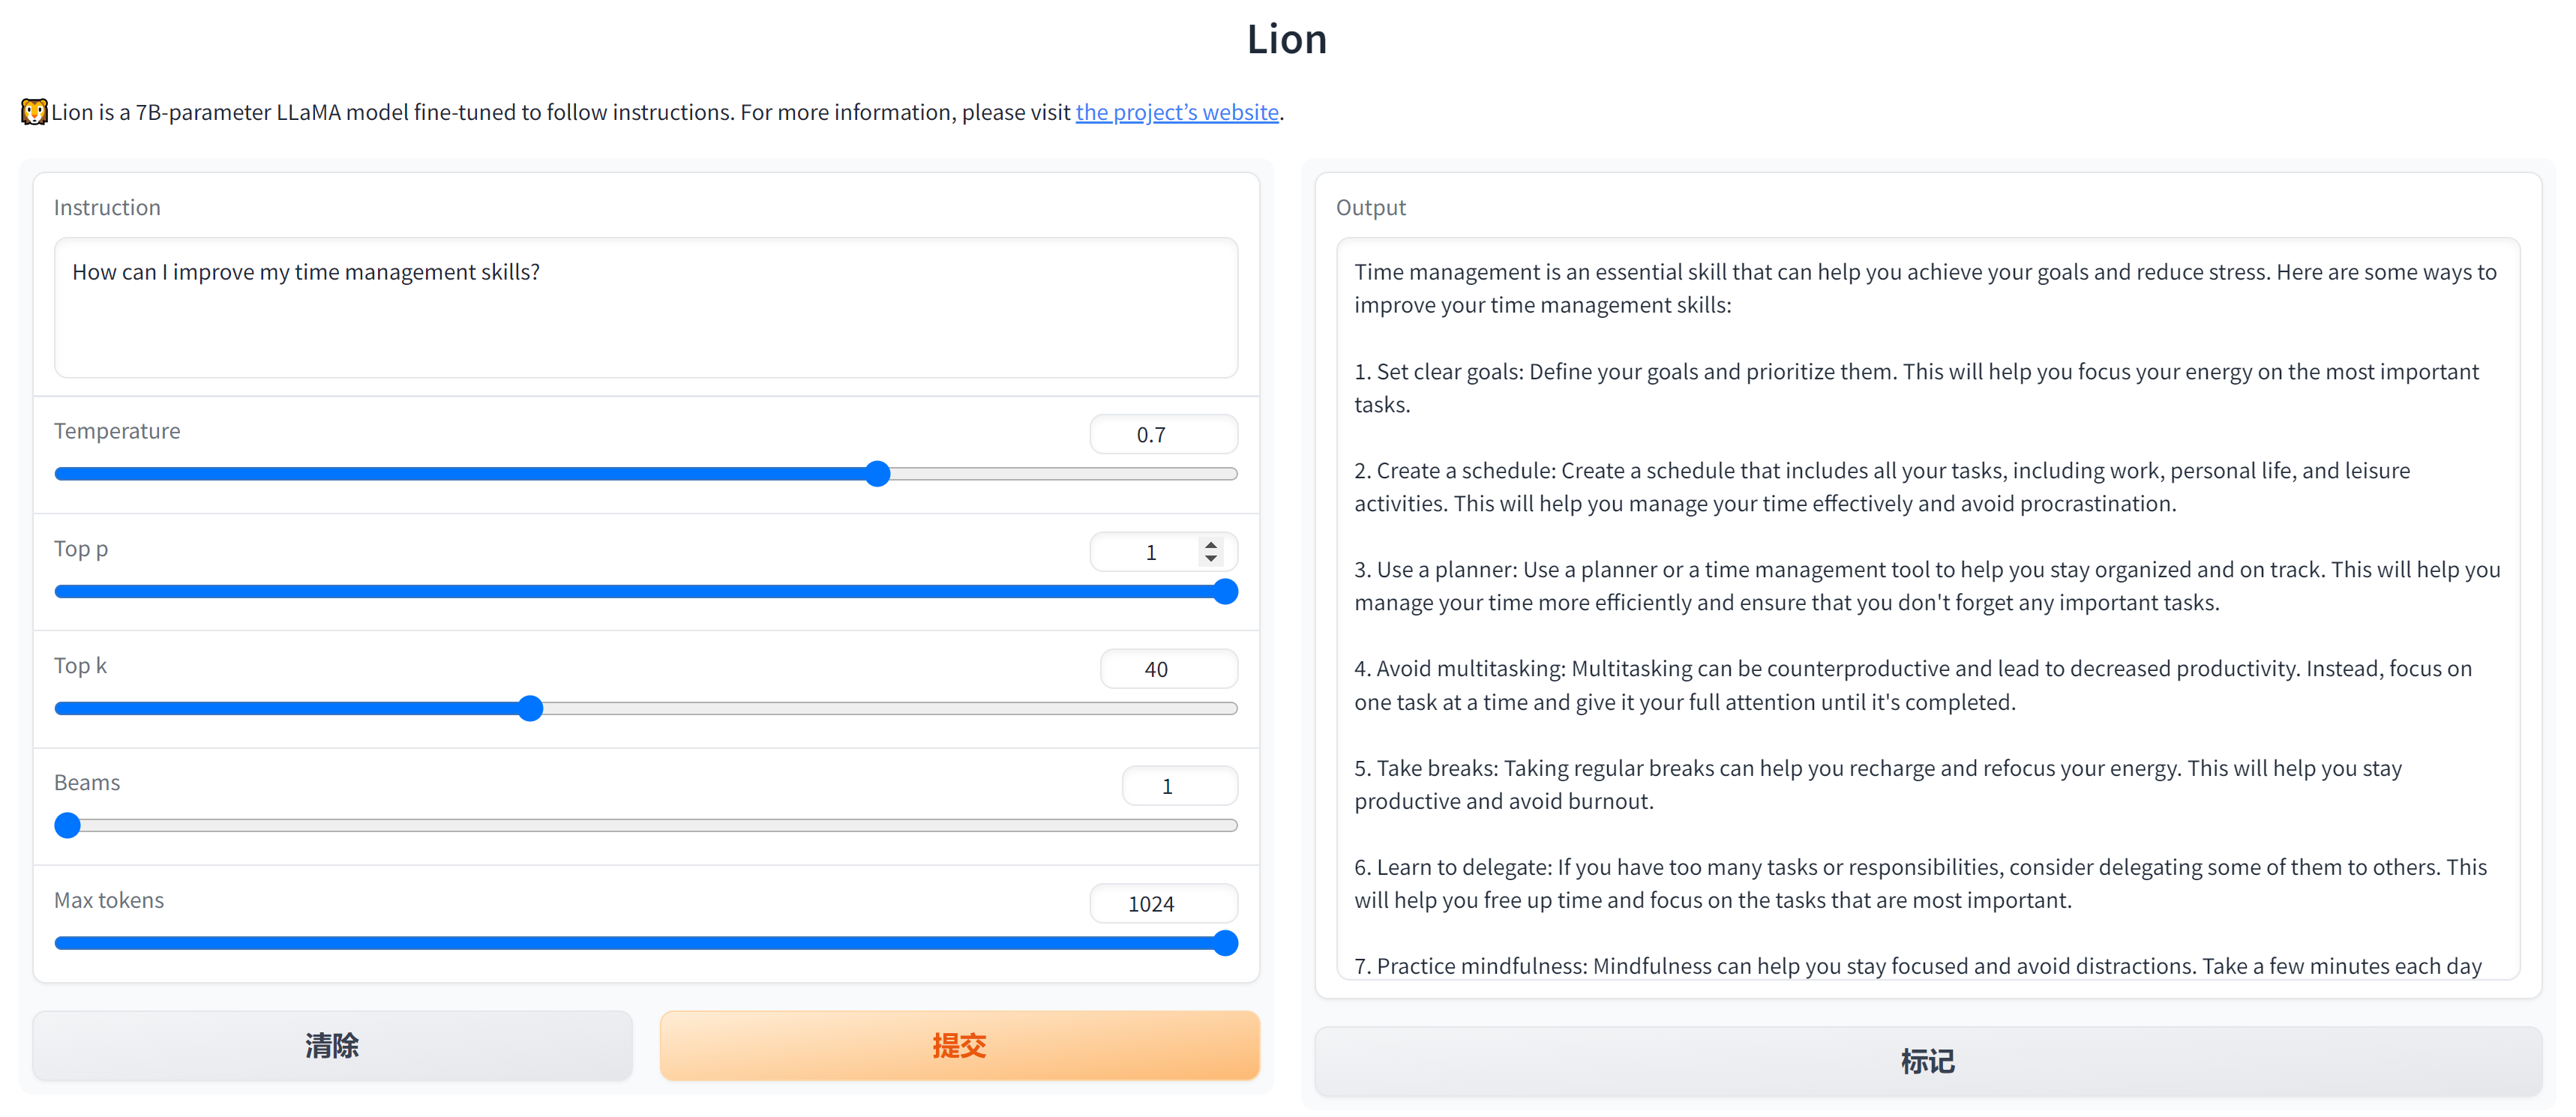 Lion
🦁Lion is a 7B-parameter LLaMA model fine-tuned to follow instructions. For more information, please visit the project’s website.
Instruction
How can I improve my time management skills?
Temperature
0.7
Top p
1
Top k
40
Beams
1
Max tokens
1024
清除
提交
Output
Time management is an essential skill that can help you achieve your goals and reduce stress. Here are some ways to
improve your time management skills:
1. Set clear goals: Define your goals and prioritize them. This will help you focus your energy on the most important
tasks.
2. Create a schedule: Create a schedule that includes all your tasks, including work, personal life, and leisure
activities. This will help you manage your time effectively and avoid procrastination.
3. Use a planner: Use a planner or a time management tool to help you stay organized and on track. This will help you
manage your time more efficiently and ensure that you don't forget any important tasks.
4. Avoid multitasking: Multitasking can be counterproductive and lead to decreased productivity. Instead, focus on
one task at a time and give it your full attention until it's completed.
5. Take breaks: Taking regular breaks can help you recharge and refocus your energy. This will help you stay
productive and avoid burnout.
6. Learn to delegate: If you have too many tasks or responsibilities, consider delegating some of them to others. This
will help you free up time and focus on the tasks that are most important.
7. Practice mindfulness: Mindfulness can help you stay focused and avoid distractions. Take a few minutes each day
标记